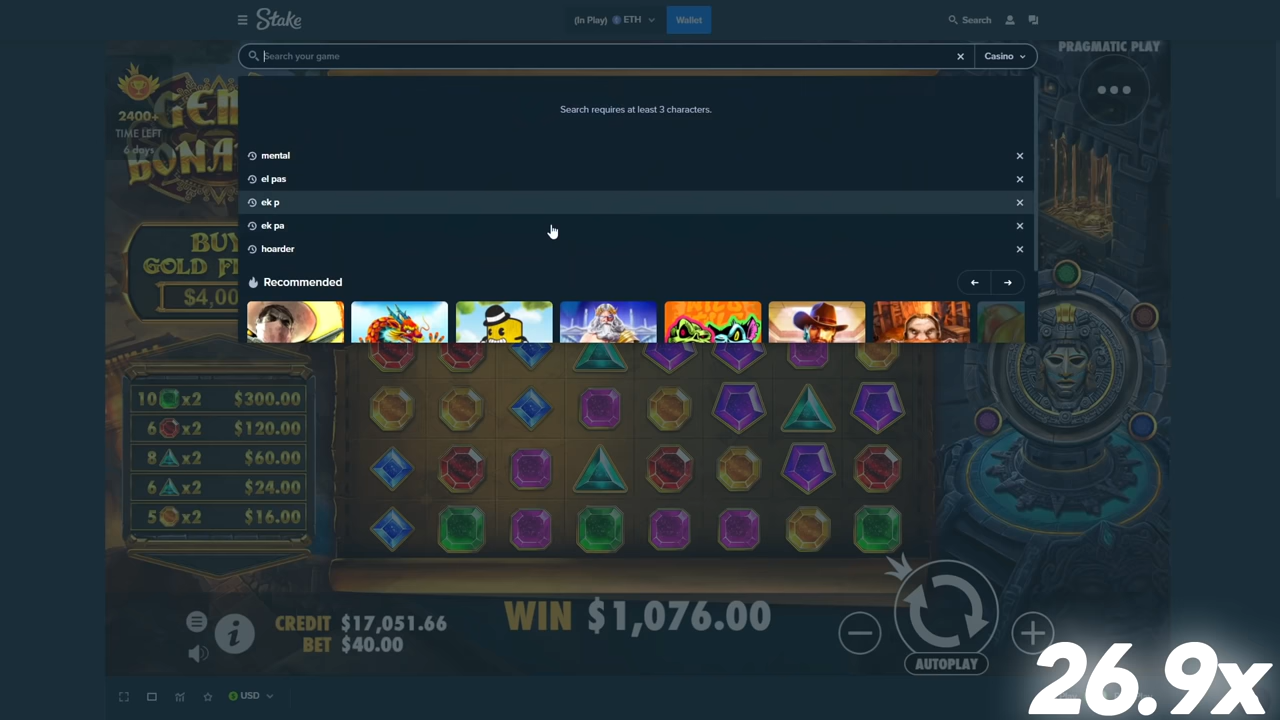 Stake
(In Play) ETH
Wallet
Search
Search your game
Casino
PRAGMATIC PLAY
Search requires at least 3 characters.
mental
el pas
ek p
ek pa
hoarder
Recommended
2400+
TIME LEFT
6 days
GEM
BONA
BUY
GOLD F
$4,00
10 x2 $300.00
6 x2 $120.00
8 x2 $60.00
6 x2 $24.00
5 x2 $16.00
CREDIT $17,051.66
BET $40.00
WIN $1,076.00
AUTOPLAY
USD
26.9x